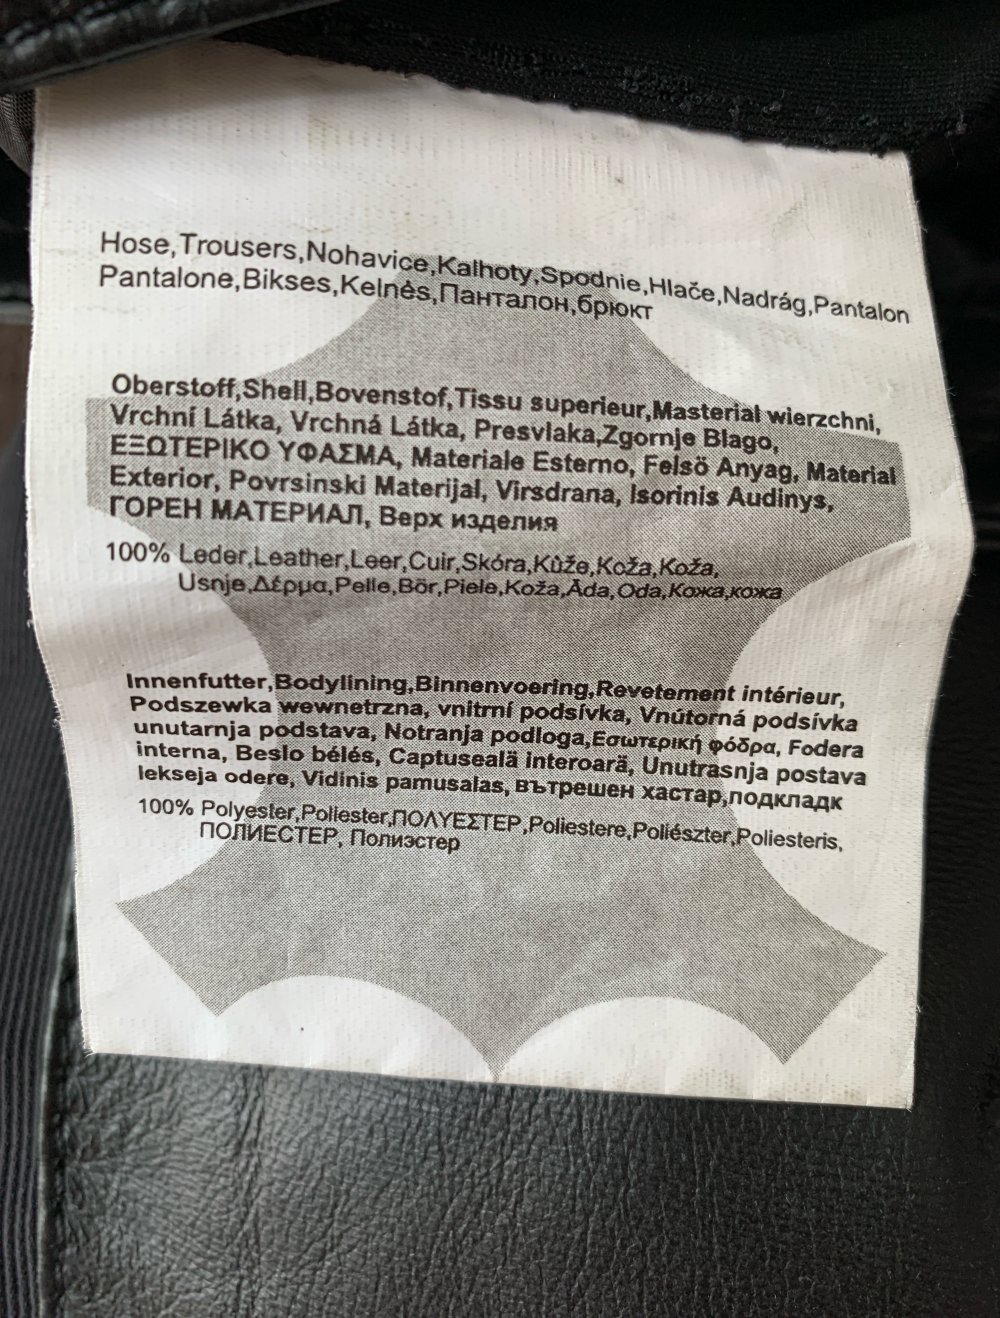 Hose,Trousers,Nohavice,Kalhoty,Spodnie,Hlače,Nadrág,Pantalon
Pantalone,Bikses,Kelnės,Панталон,брюкт
Oberstoff,Shell,Bovenstof,Tissu superieur,Masterial wierzchni,
Vrchní Látka, Vrchná Látka, Presvlaka,Zgornje Blago,
ΕΞΩΤΕΡΙΚΟ ΥΦΑΣΜΑ, Materiale Esterno, Felsö Anyag, Material
Exterior, Povrsinski Materijal, Virsdrana, Isorinis Audinys,
ГОРЕН МАТЕРИАЛ, Верх изделия
100% Leder,Leather,Leer,Cuir,Skóra,Kůže,Koža,Koža,
Usnje,Δέρμα,Pelle,Bőr,Piele,Koža,Āda,Oda,Кожа,кожа
Innenfutter,Bodylining,Binnenvoering,Revetement intérieur,
Podszewka wewnetrzna, vnitrní podsívka, Vnútorná podsívka
unutarnja podstava, Notranja podloga,Εσωτερική φόδρα, Fodera
interna, Beslo bélés, Captusealä interoarä, Unutrasnja postava
lekseja odere, Vidinis pamusalas, вътрешен хастар,подкладк
100% Polyester,Poliester,ΠΟΛΥΕΣΤΕΡ,Poliestere,Poliészter,Poliesteris,
ПОЛИЕСТЕР, Полиэстер